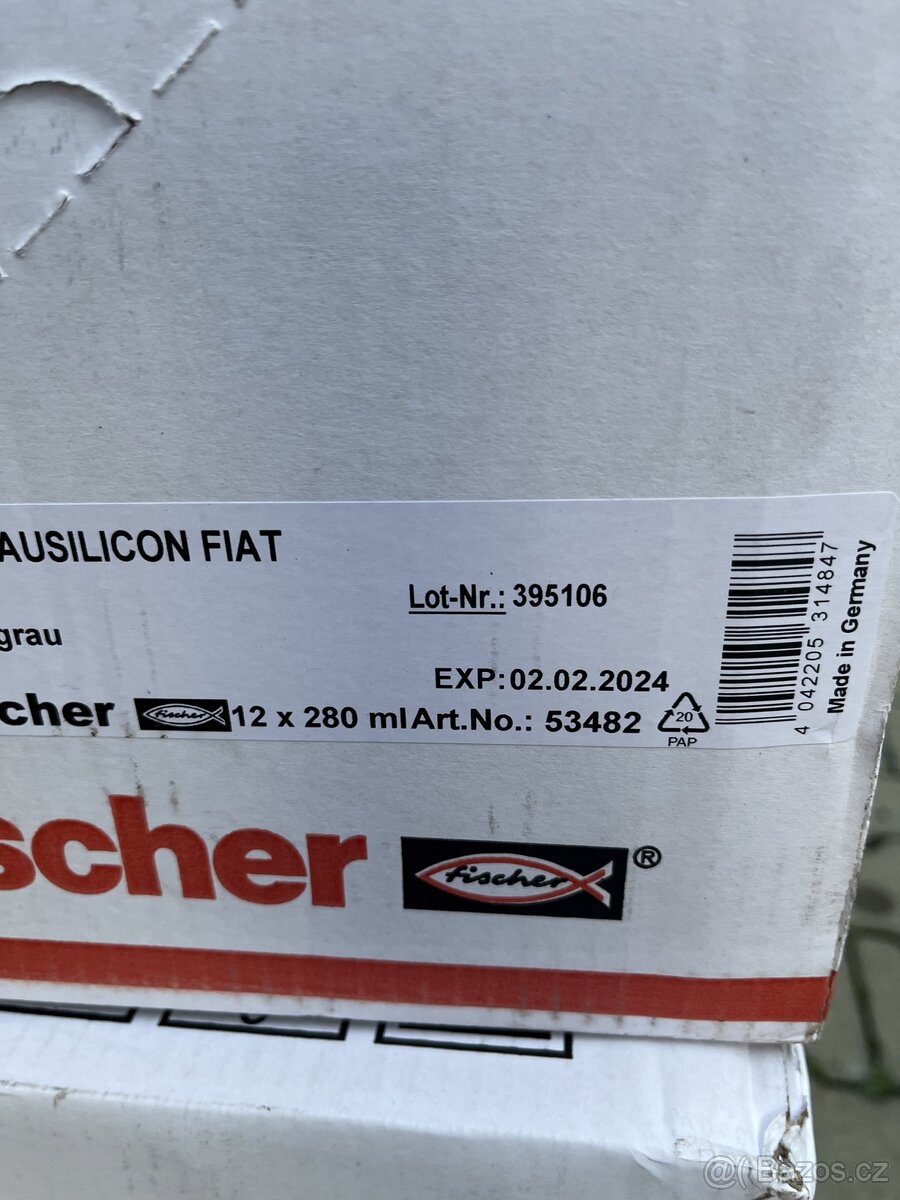 AUSILICON FIAT
Lot-Nr.: 395106
grau
EXP: 02.02.2024
scher fischer 12 x 280 ml Art.No.: 53482
20
PAP
4 042205 314847
Made in Germany
scher fischer ®
@( Bazos.cz